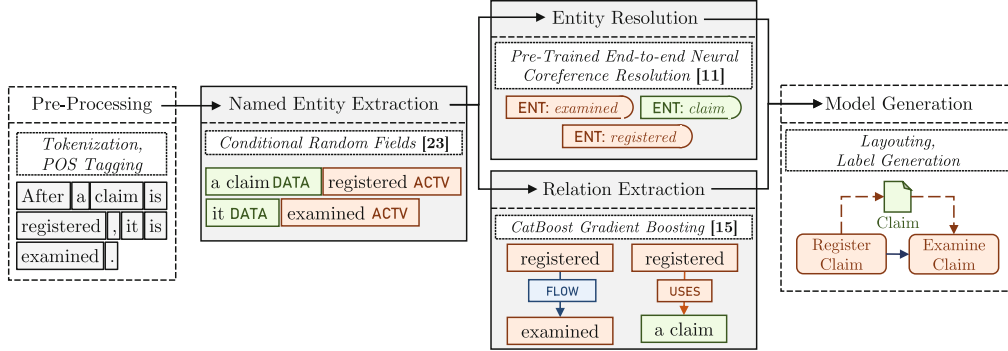 Pre-Processing
Tokenization,
POS Tagging
After a claim is
registered , it is
examined .
Named Entity Extraction
Conditional Random Fields [23]
a claim DATA registered ACTV
it DATA examined ACTV
Entity Resolution
Pre-Trained End-to-end Neural
Coreference Resolution [11]
ENT: examined ENT: claim
ENT: registered
Relation Extraction
CatBoost Gradient Boosting [15]
registered registered
FLOW USES
examined a claim
Model Generation
Layouting,
Label Generation
Claim
Register Examine
Claim Claim